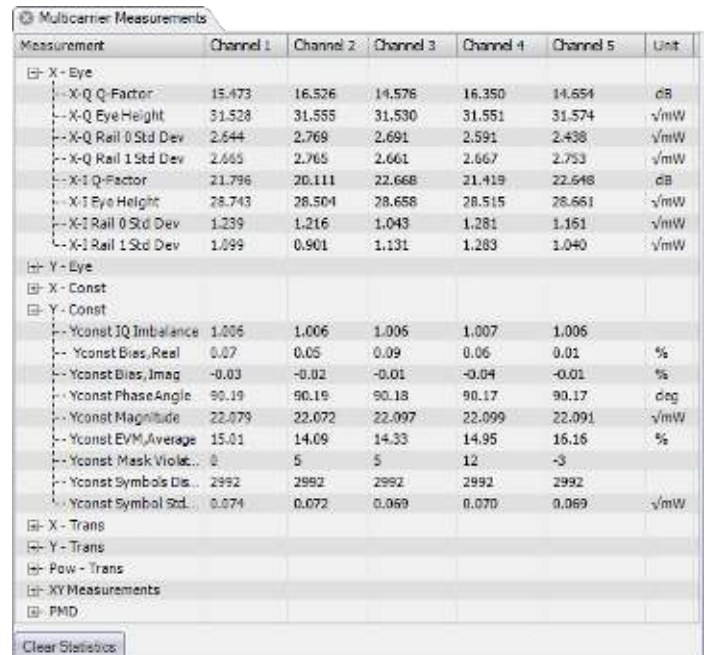 Multicarrier Measurements
Measurement Channel 1 Channel 2 Channel 3 Channel 4 Channel 5 Unit
X - Eye
X-Q Q-Factor 15.473 16.526 14.576 16.350 14.654 dB
X-Q Eye Height 31.528 31.555 31.530 31.551 31.574 √mW
X-Q Rail 0 Std Dev 2.644 2.769 2.691 2.591 2.438 √mW
X-Q Rail 1 Std Dev 2.665 2.765 2.661 2.667 2.753 √mW
X-I Q-Factor 21.796 20.111 22.668 21.419 22.648 dB
X-I Eye Height 28.743 28.504 28.658 28.515 28.661 √mW
X-I Rail 0 Std Dev 1.239 1.216 1.043 1.281 1.161 √mW
X-I Rail 1 Std Dev 1.099 0.901 1.131 1.283 1.040 √mW
Y - Eye
X - Const
Y - Const
Yconst IQ Imbalance 1.006 1.006 1.006 1.007 1.006
Yconst Bias,Real 0.07 0.05 0.09 0.06 0.01 %
Yconst Bias, Imag -0.03 -0.02 -0.01 -0.04 -0.01 %
Yconst PhaseAngle 90.19 90.19 90.18 90.17 90.17 deg
Yconst Magnitude 22.079 22.072 22.097 22.099 22.091 √mW
Yconst EVM,Average 15.01 14.09 14.33 14.95 16.16 %
Yconst Mask Violat... 5 5 12 -3
Yconst Symbols Dis... 2992 2992 2992 2992 2992
Yconst Symbol Std... 0.074 0.072 0.069 0.070 0.069 √mW
X - Trans
Y - Trans
Pow - Trans
XY Measurements
PMD
Clear Statistics